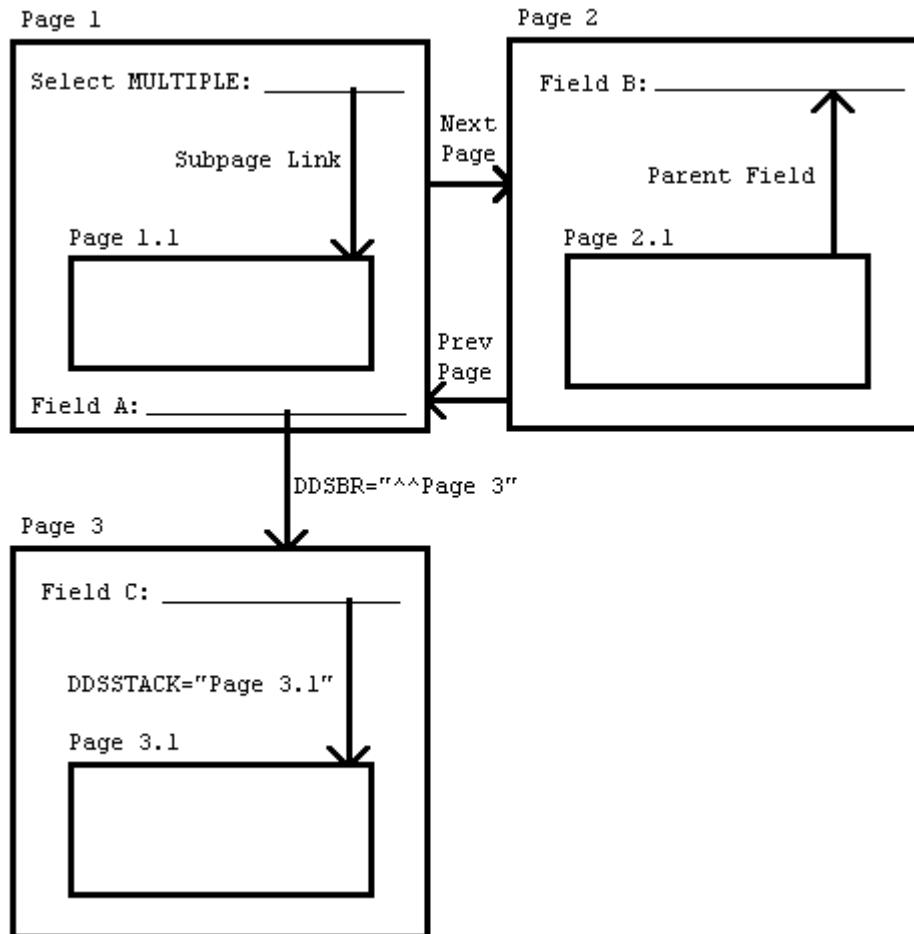 Page 1
Select MULTIPLE:
Subpage Link
Page 1.1
Field A:
Next
Page
Prev
Page
Page 2
Field B:
Parent Field
Page 2.1
DDSBR="^^Page 3"
Page 3
Field C:
DDSSTACK="Page 3.1"
Page 3.1